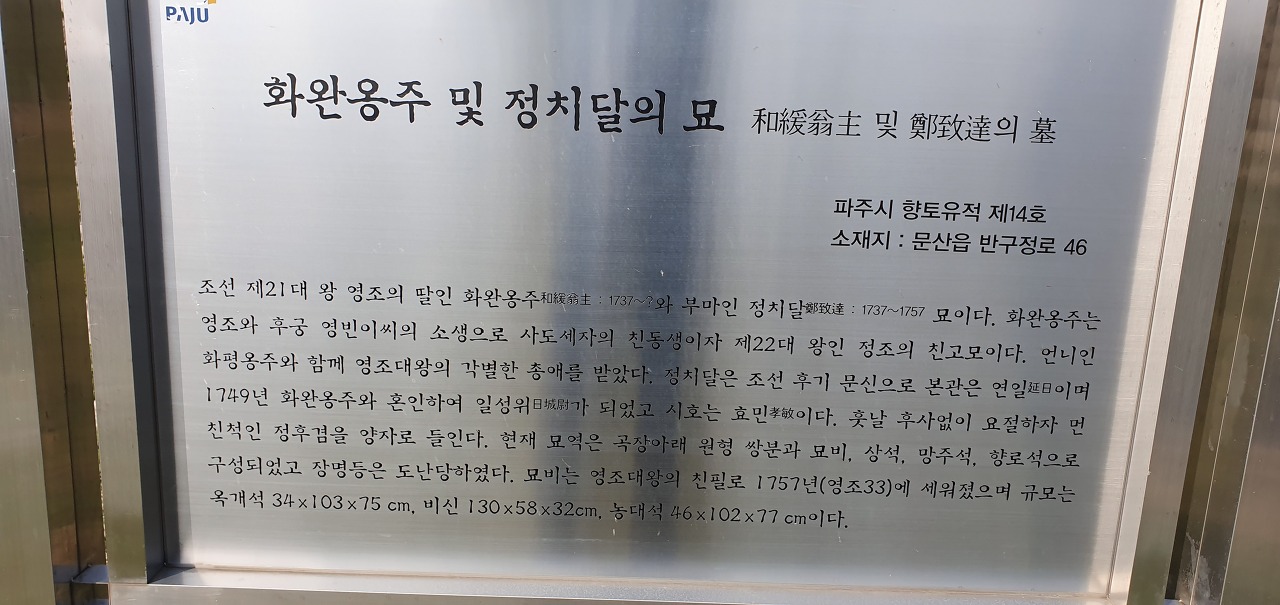 PAJU
화완옹주 및 정치달의 묘 和緩翁主 및 鄭致達의 墓
파주시 향토유적 제14호
소재지 : 문산읍 반구정로 46
조선 제21대 왕 영조의 딸인 화완옹주和緩翁主 : 1737~?와 부마인 정치달鄭致達 : 1737~1757 묘이다. 화완옹주는
영조와 후궁 영빈이씨의 소생으로 사도세자의 친동생이자 제22대 왕인 정조의 친고모이다. 언니인
화평옹주와 함께 영조대왕의 각별한 총애를 받았다. 정치달은 조선 후기 문신으로 본관은 연일延日이며
1749년 화완옹주와 혼인하여 일성위日城尉가 되었고 시호는 효민孝敏이다. 훗날 후사없이 요절하자 먼
친척인 정후겸을 양자로 들인다. 현재 묘역은 곡장아래 원형 쌍분과 묘비, 상석, 망주석, 향로석으로
구성되었고 장명등은 도난당하였다. 묘비는 영조대왕의 친필로 1757년(영조33)에 세워졌으며 규모는
옥개석 34x103x75 cm, 비신 130x58x32cm, 농대석 46x102x77 cm이다.